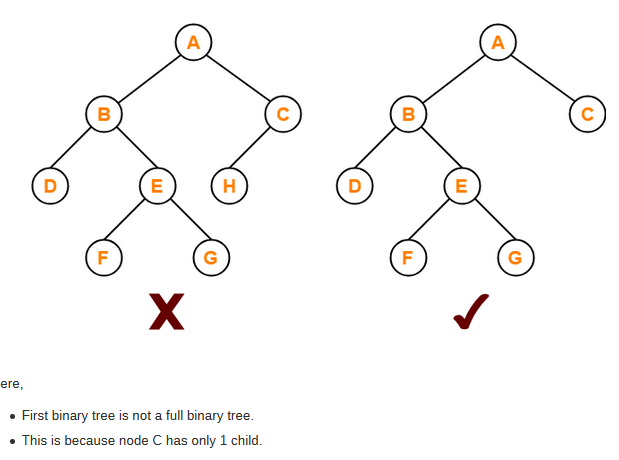 A A
B C B C
D E H D E
F G F G
ere,
• First binary tree is not a full binary tree.
• This is because node C has only 1 child.